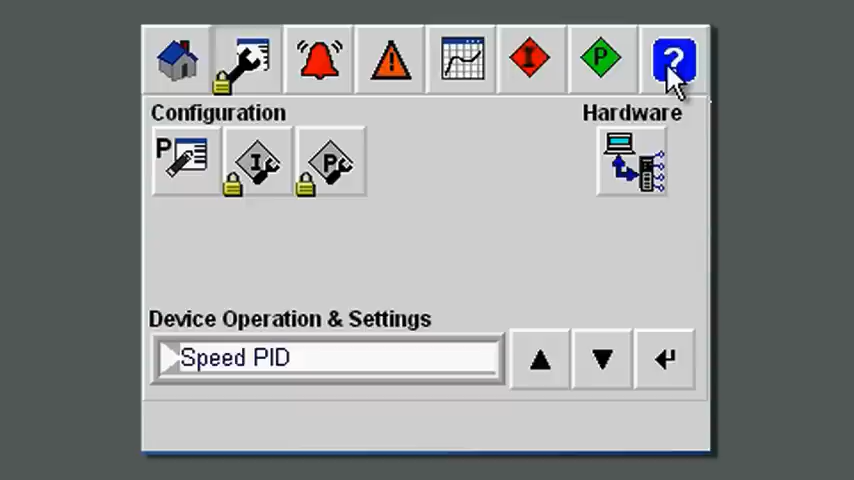 I
P
?
Configuration
Hardware
P
I
P
Device Operation & Settings
Speed PID